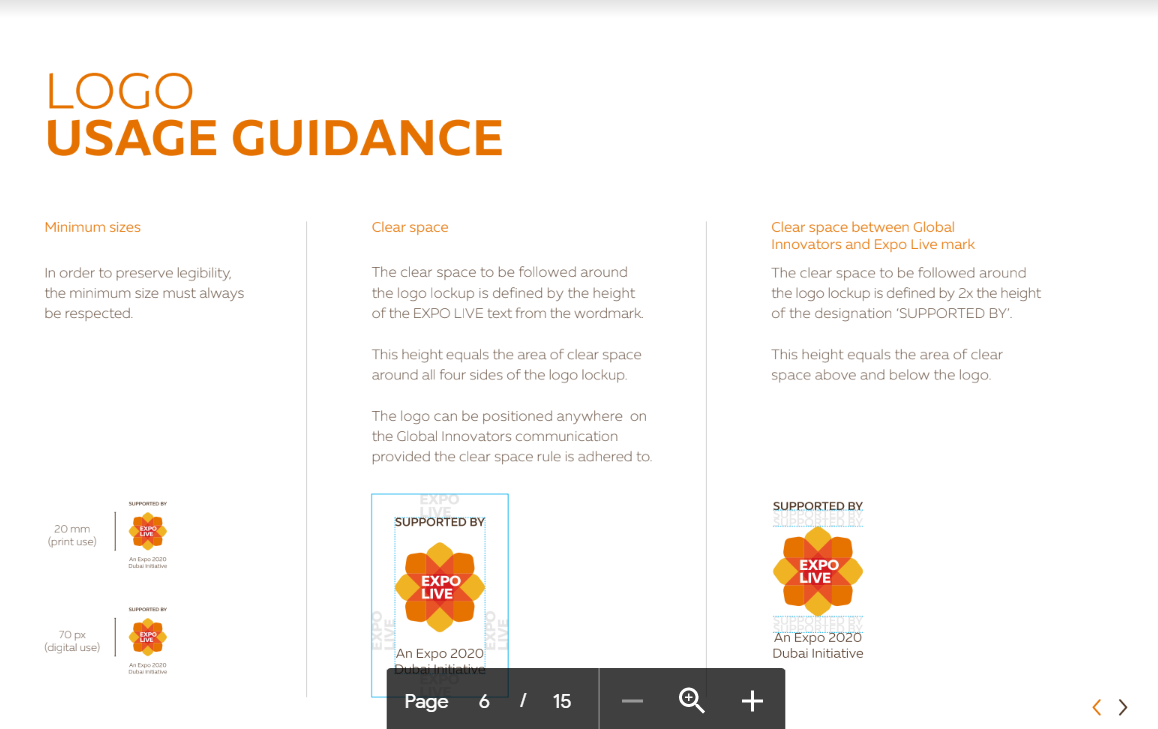 LOGO
USAGE GUIDANCE
Minimum sizes
In order to preserve legibility,
the minimum size must always
be respected.
SUPPORTED BY
20 mm
(print use)
EXPO
LIVE
An Expo 2020
Dubai Initiative
SUPPORTED BY
70 px
(digital use)
EXPO
LIVE
An Expo 2020
Dubai Initiative
Clear space
The clear space to be followed around
the logo lockup is defined by the height
of the EXPO LIVE text from the wordmark.
This height equals the area of clear space
around all four sides of the logo lockup.
The logo can be positioned anywhere on
the Global Innovators communication
provided the clear space rule is adhered to.
EXPO
LIVE
SUPPORTED BY
EXPO
LIVE
EXPO
LIVE
EXPO
LIVE
An Expo 2020
Dubai Initiative
EXPO
LIVE
Clear space between Global
Innovators and Expo Live mark
The clear space to be followed around
the logo lockup is defined by 2x the height
of the designation ‘SUPPORTED BY’.
This height equals the area of clear
space above and below the logo.
SUPPORTED BY
SUPPORTED BY
SUPPORTED BY
EXPO
LIVE
SUPPORTED BY
SUPPORTED BY
An Expo 2020
Dubai Initiative
Page 6 / 15